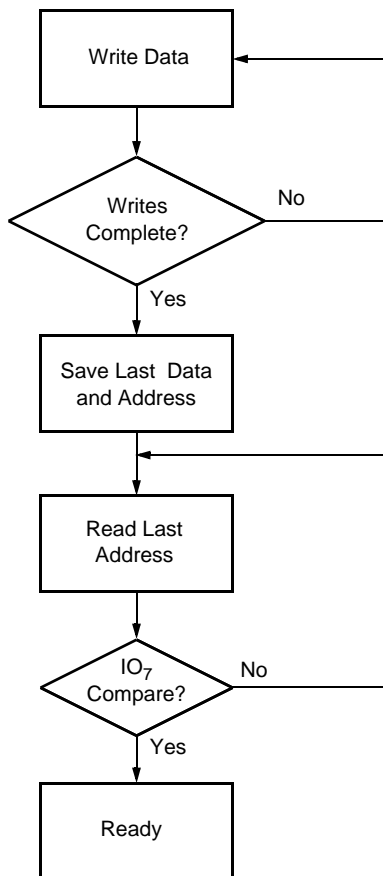 Write Data
Writes
Complete?
No
Yes
Save Last Data
and Address
Read Last
Address
IO₇
Compare?
No
Yes
Ready